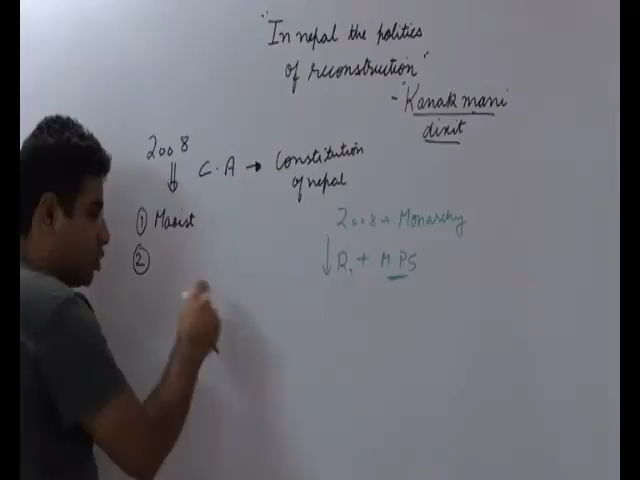 "In nepal the politics
of reconstruction"
- "Kanak mani
dixit
2008
C.A → Constitution
of nepal
① Maoist
②
2008 → Monarchy
↓ R, + MPS